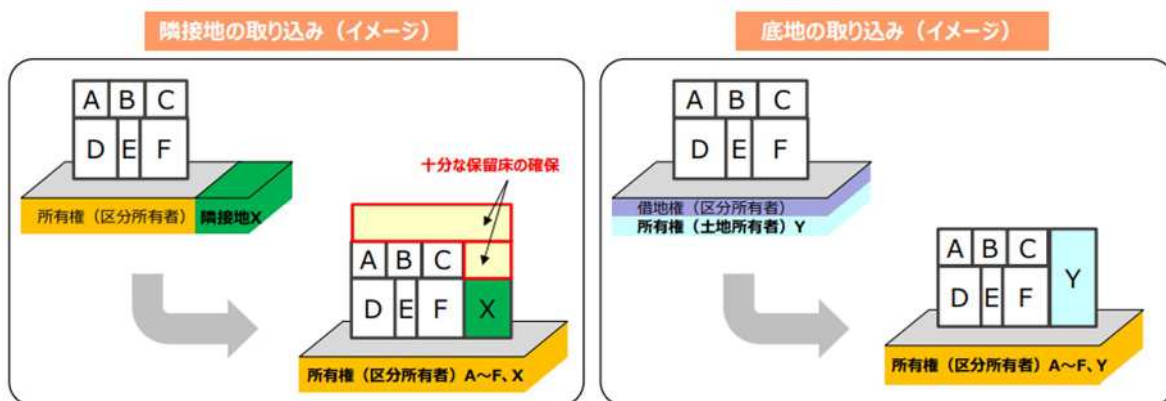 隣接地の取り込み（イメージ）
A B C
D E F
所有権（区分所有者）
隣接地X
十分な保留床の確保
A B C
D E F X
所有権（区分所有者）A～F、X
底地の取り込み（イメージ）
A B C
D E F
借地権（区分所有者）
所有権（土地所有者）Y
A B C
Y
D E F
所有権（区分所有者）A～F、Y